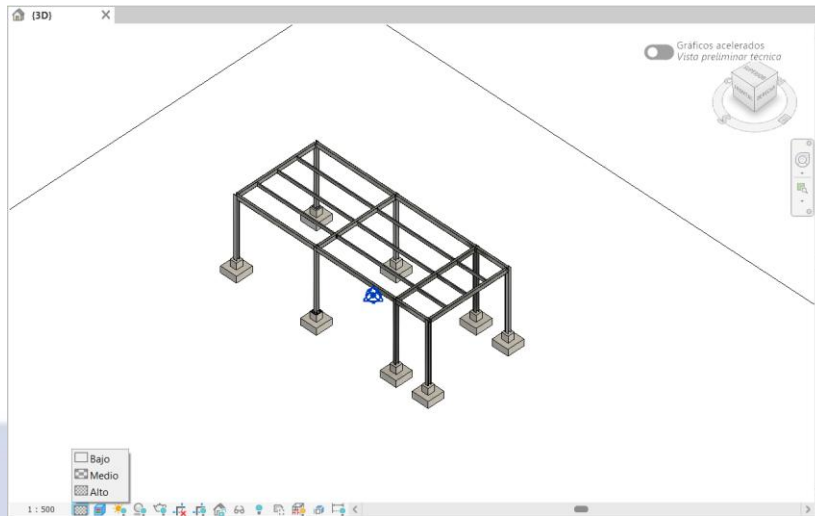 (3D)
Gráficos acelerados
Vista preliminar técnica
Bajo
Medio
Alto
1 : 500